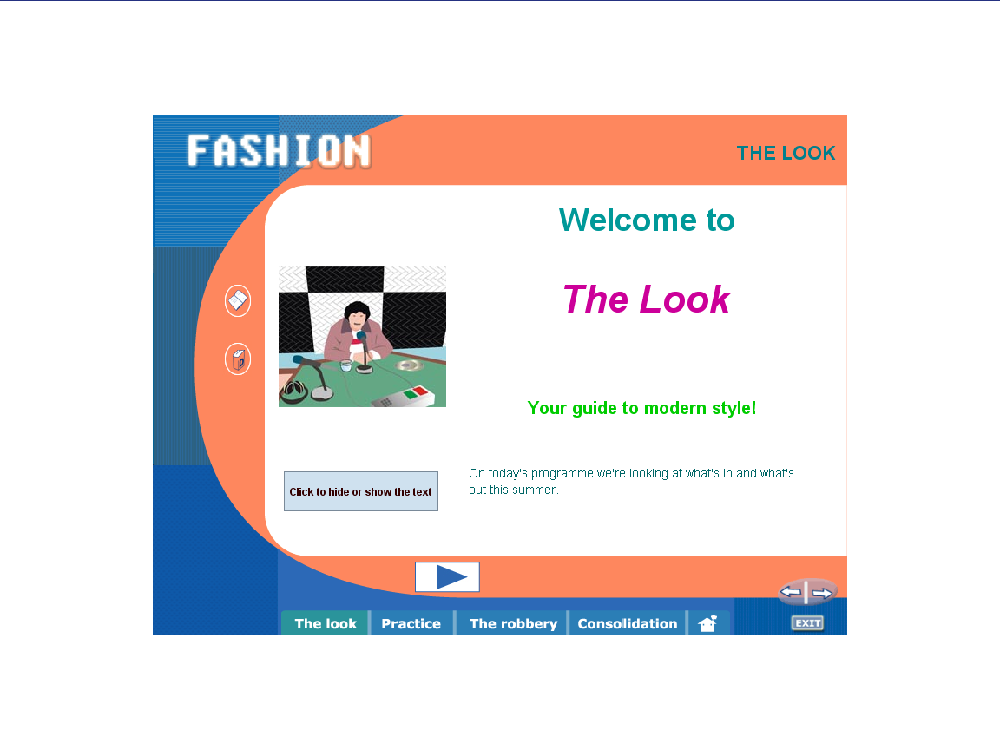 FASHION
THE LOOK
Welcome to
The Look
Your guide to modern style!
Click to hide or show the text
On today's programme we're looking at what's in and what's
out this summer.
The look
Practice
The robbery
Consolidation
EXIT